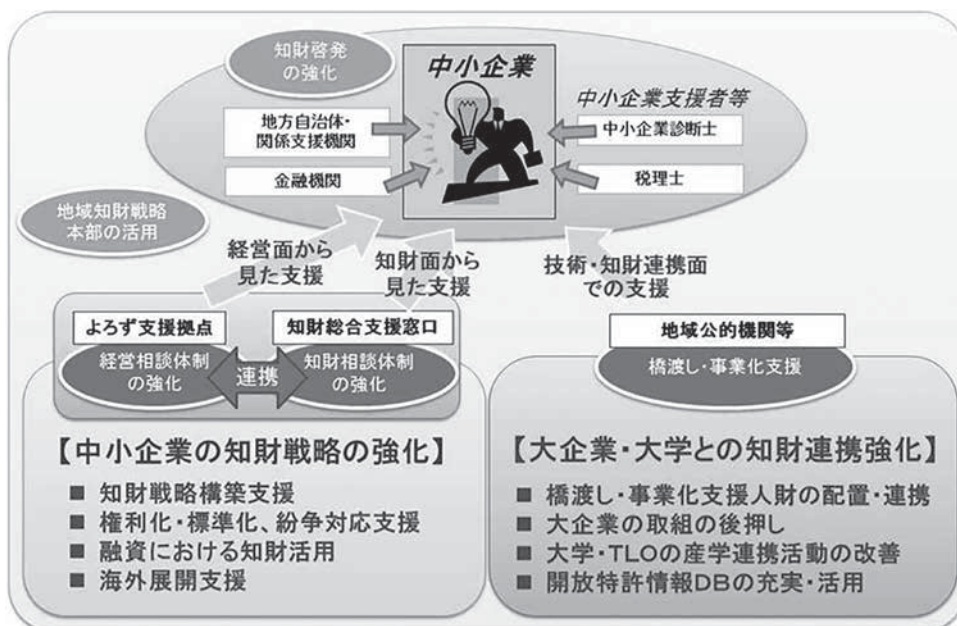 知財啓発
の強化
中小企業
中小企業支援者等
地方自治体・
関係支援機関
金融機関
中小企業診断士
税理士
地域知財戦略
本部の活用
経営面から
見た支援
知財面から
見た支援
技術・知財連携面
での支援
よろず支援拠点
経営相談体制
の強化
連携
知財総合支援窓口
知財相談体制
の強化
地域公的機関等
橋渡し・事業化支援
【中小企業の知財戦略の強化】
■ 知財戦略構築支援
■ 権利化・標準化、紛争対応支援
■ 融資における知財活用
■ 海外展開支援
【大企業・大学との知財連携強化】
■ 橋渡し・事業化支援人財の配置・連携
■ 大企業の取組の後押し
■ 大学・TLOの産学連携活動の改善
■ 開放特許情報DBの充実・活用